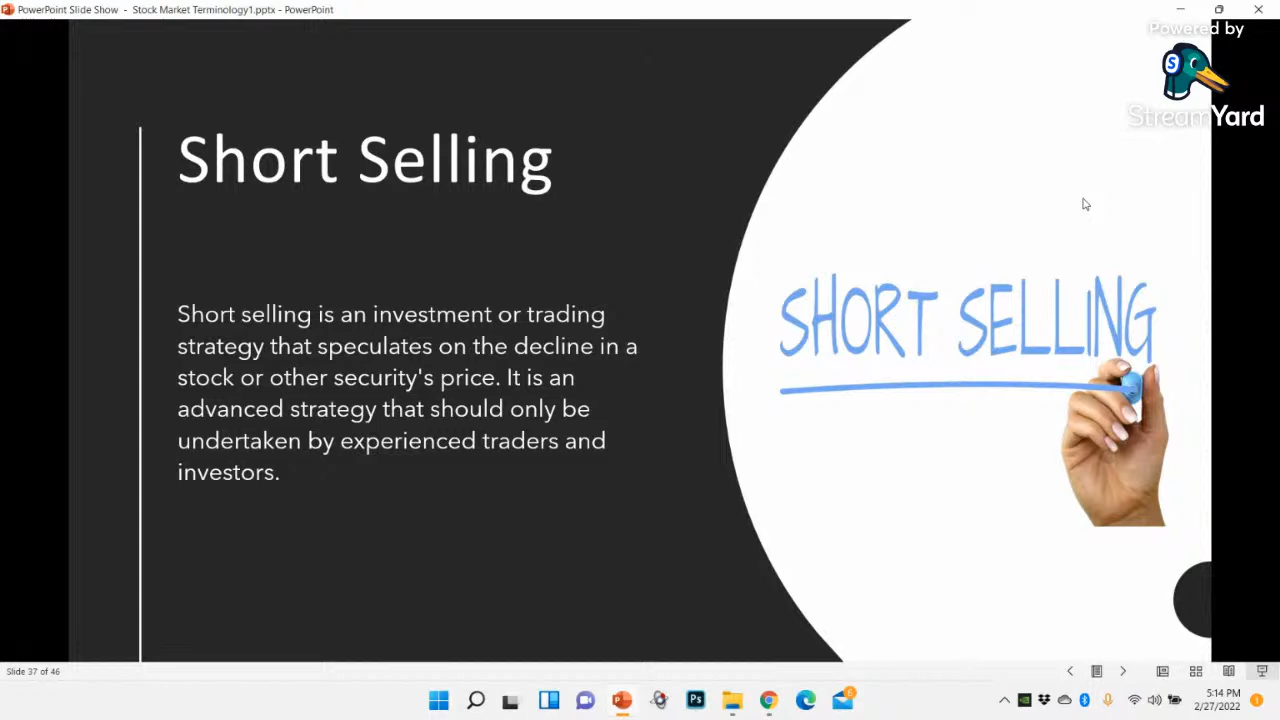 PowerPoint Slide Show - Stock Market Terminology1.pptx - PowerPoint
Powered by
StreamYard
Short Selling
Short selling is an investment or trading
strategy that speculates on the decline in a
stock or other security's price. It is an
advanced strategy that should only be
undertaken by experienced traders and
investors.
SHORT SELLING
Slide 37 of 46
5:14 PM
2/27/2022